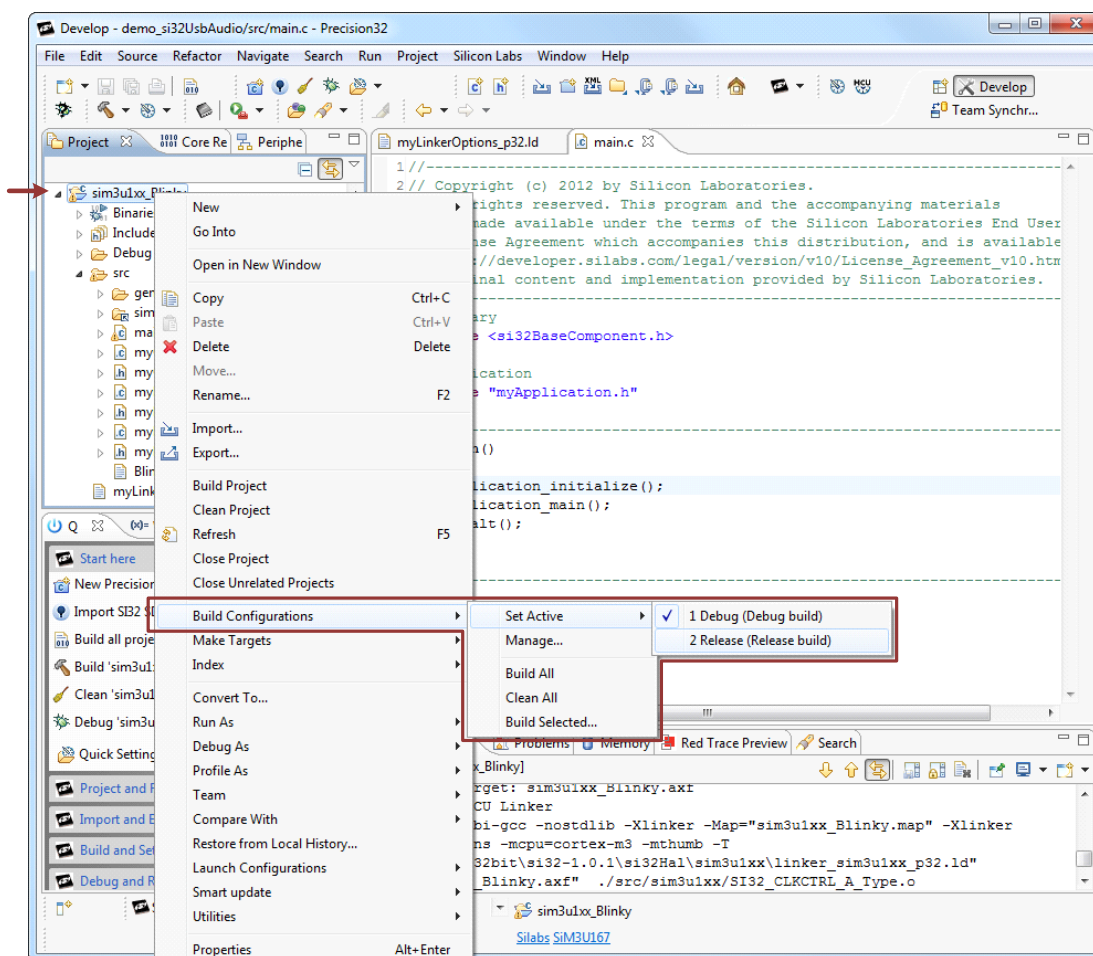 Develop - demo_si32UsbAudio/src/main.c - Precision32
File Edit Source Refactor Navigate Search Run Project Silicon Labs Window Help
Develop
Team Synchr...
Project Core Re Periphe
myLinkerOptions_p32.ld main.c
1 //-----------------------------------------------------------------------------
2 // Copyright (c) 2012 by Silicon Laboratories.
rights reserved. This program and the accompanying materials
made available under the terms of the Silicon Laboratories End User
nse Agreement which accompanies this distribution, and is available
://developer.silabs.com/legal/version/v10/License_Agreement_v10.htm
inal content and implementation provided by Silicon Laboratories.
ary
<si32BaseComponent.h>
ication
"myApplication.h"
()
lication_initialize();
lication_main();
alt();
sim3u1xx_Blinky
Binarie
Include
Debug
src
ger
sim
ma
my
my
my
my
my
my
Blir
myLink
New
Go Into
Open in New Window
Copy Ctrl+C
Paste Ctrl+V
Delete Delete
Move...
Rename... F2
Import...
Export...
Build Project
Clean Project
Refresh F5
Close Project
Close Unrelated Projects
Build Configurations
Make Targets
Index
Convert To...
Run As
Debug As
Profile As
Team
Compare With
Restore from Local History...
Launch Configurations
Smart update
Utilities
Properties Alt+Enter
Set Active
Manage...
Build All
Clean All
Build Selected...
1 Debug (Debug build)
2 Release (Release build)
Q (x)=
Start here
New Precision
Import SI32 S
Build all proje
Build 'sim3u1
Clean 'sim3u1
Debug 'sim3u
Quick Setting
Project and F
Import and E
Build and Set
Debug and R
Problems Memory Red Trace Preview Search
x_Blinky]
rget: sim3u1xx_Blinky.axf
CU Linker
bi-gcc -nostdlib -Xlinker -Map="sim3u1xx_Blinky.map" -Xlinker
ns -mcpu=cortex-m3 -mthumb -T
32bit\si32-1.0.1\si32Hal\sim3u1xx\linker_sim3u1xx_p32.ld"
_Blinky.axf" ./src/sim3u1xx/SI32_CLKCTRL_A_Type.o
sim3u1xx_Blinky
Silabs SiM3U167